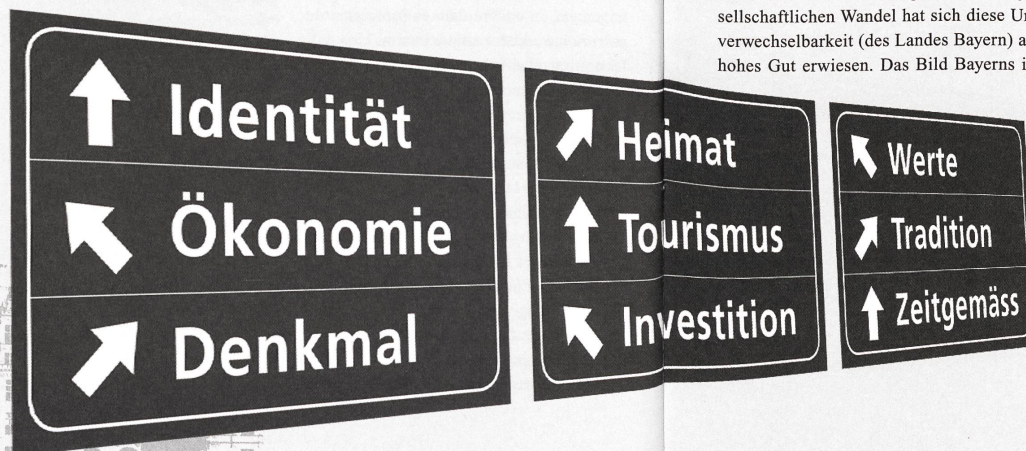 sellschaftlichen Wandel hat sich diese Un
verwechselbarkeit (des Landes Bayern) a
hohes Gut erwiesen. Das Bild Bayerns i
Identität
Ökonomie
Denkmal
Heimat
Tourismus
Investition
Werte
Tradition
Zeitgemäss